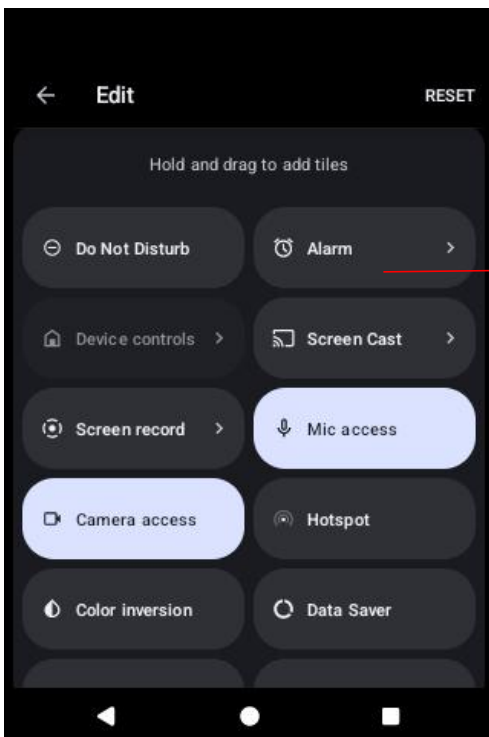 Edit
RESET
Hold and drag to add tiles
Do Not Disturb
Alarm
Device controls
Screen Cast
Screen record
Mic access
Camera access
Hotspot
Color inversion
Data Saver